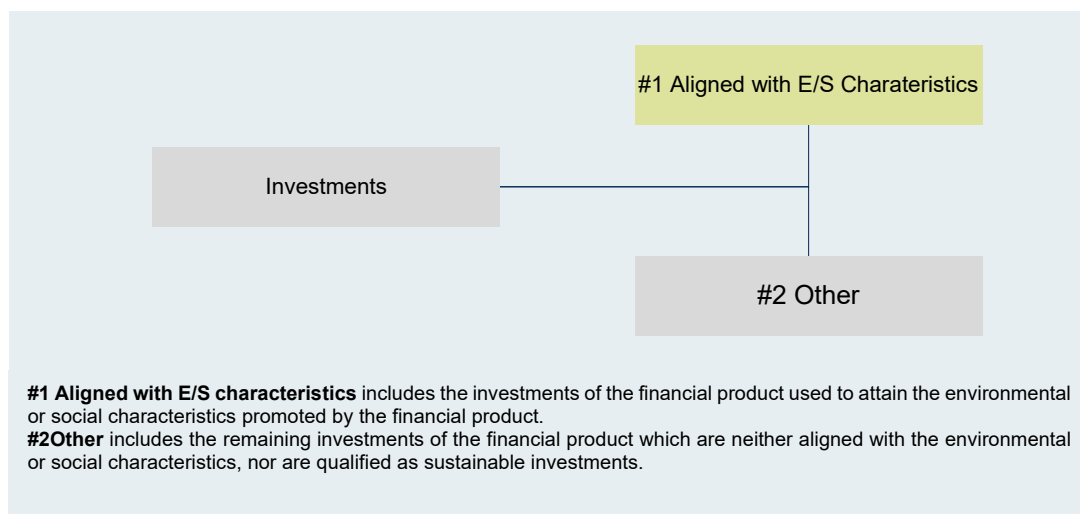 #1 Aligned with E/S Charateristics
Investments
#2 Other
#1 Aligned with E/S characteristics includes the investments of the financial product used to attain the environmental
or social characteristics promoted by the financial product.
#2Other includes the remaining investments of the financial product which are neither aligned with the environmental
or social characteristics, nor are qualified as sustainable investments.